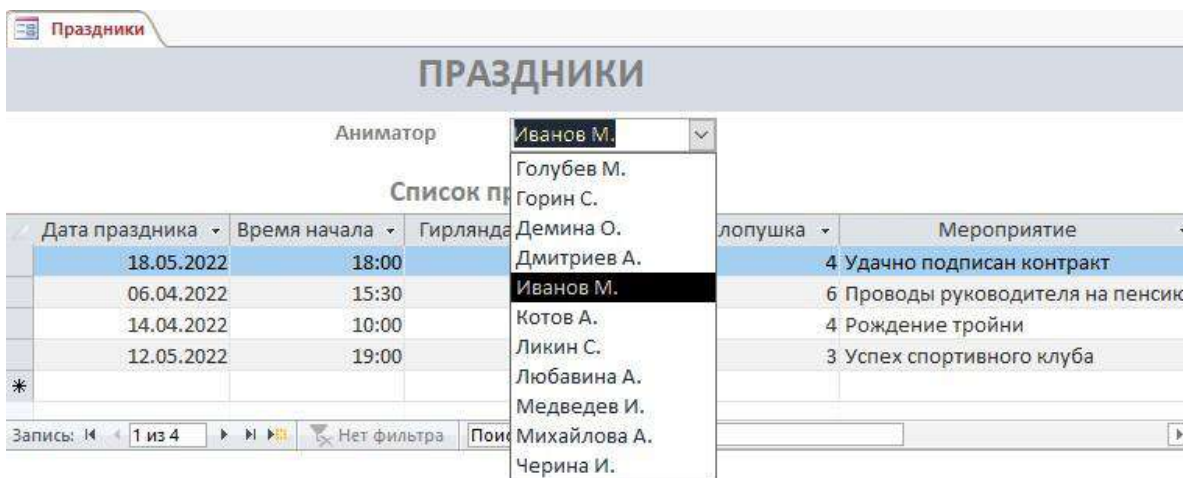 Праздники
ПРАЗДНИКИ
Аниматор Иванов М.
Голубев М.
Список пр
Горин С.
Дата праздника Время начала Гирлянда Демина О. лопушка Мероприятие
18.05.2022 18:00 Дмитриев А. 4 Удачно подписан контракт
06.04.2022 15:30 Иванов М. 6 Проводы руководителя на пенсик
14.04.2022 10:00 Котов А. 4 Рождение тройни
12.05.2022 19:00 Ликин С. 3 Успех спортивного клуба
Любавина А.
Медведев И.
Запись: 1 из 4 Нет фильтра Поис Михайлова А.
Черина И.